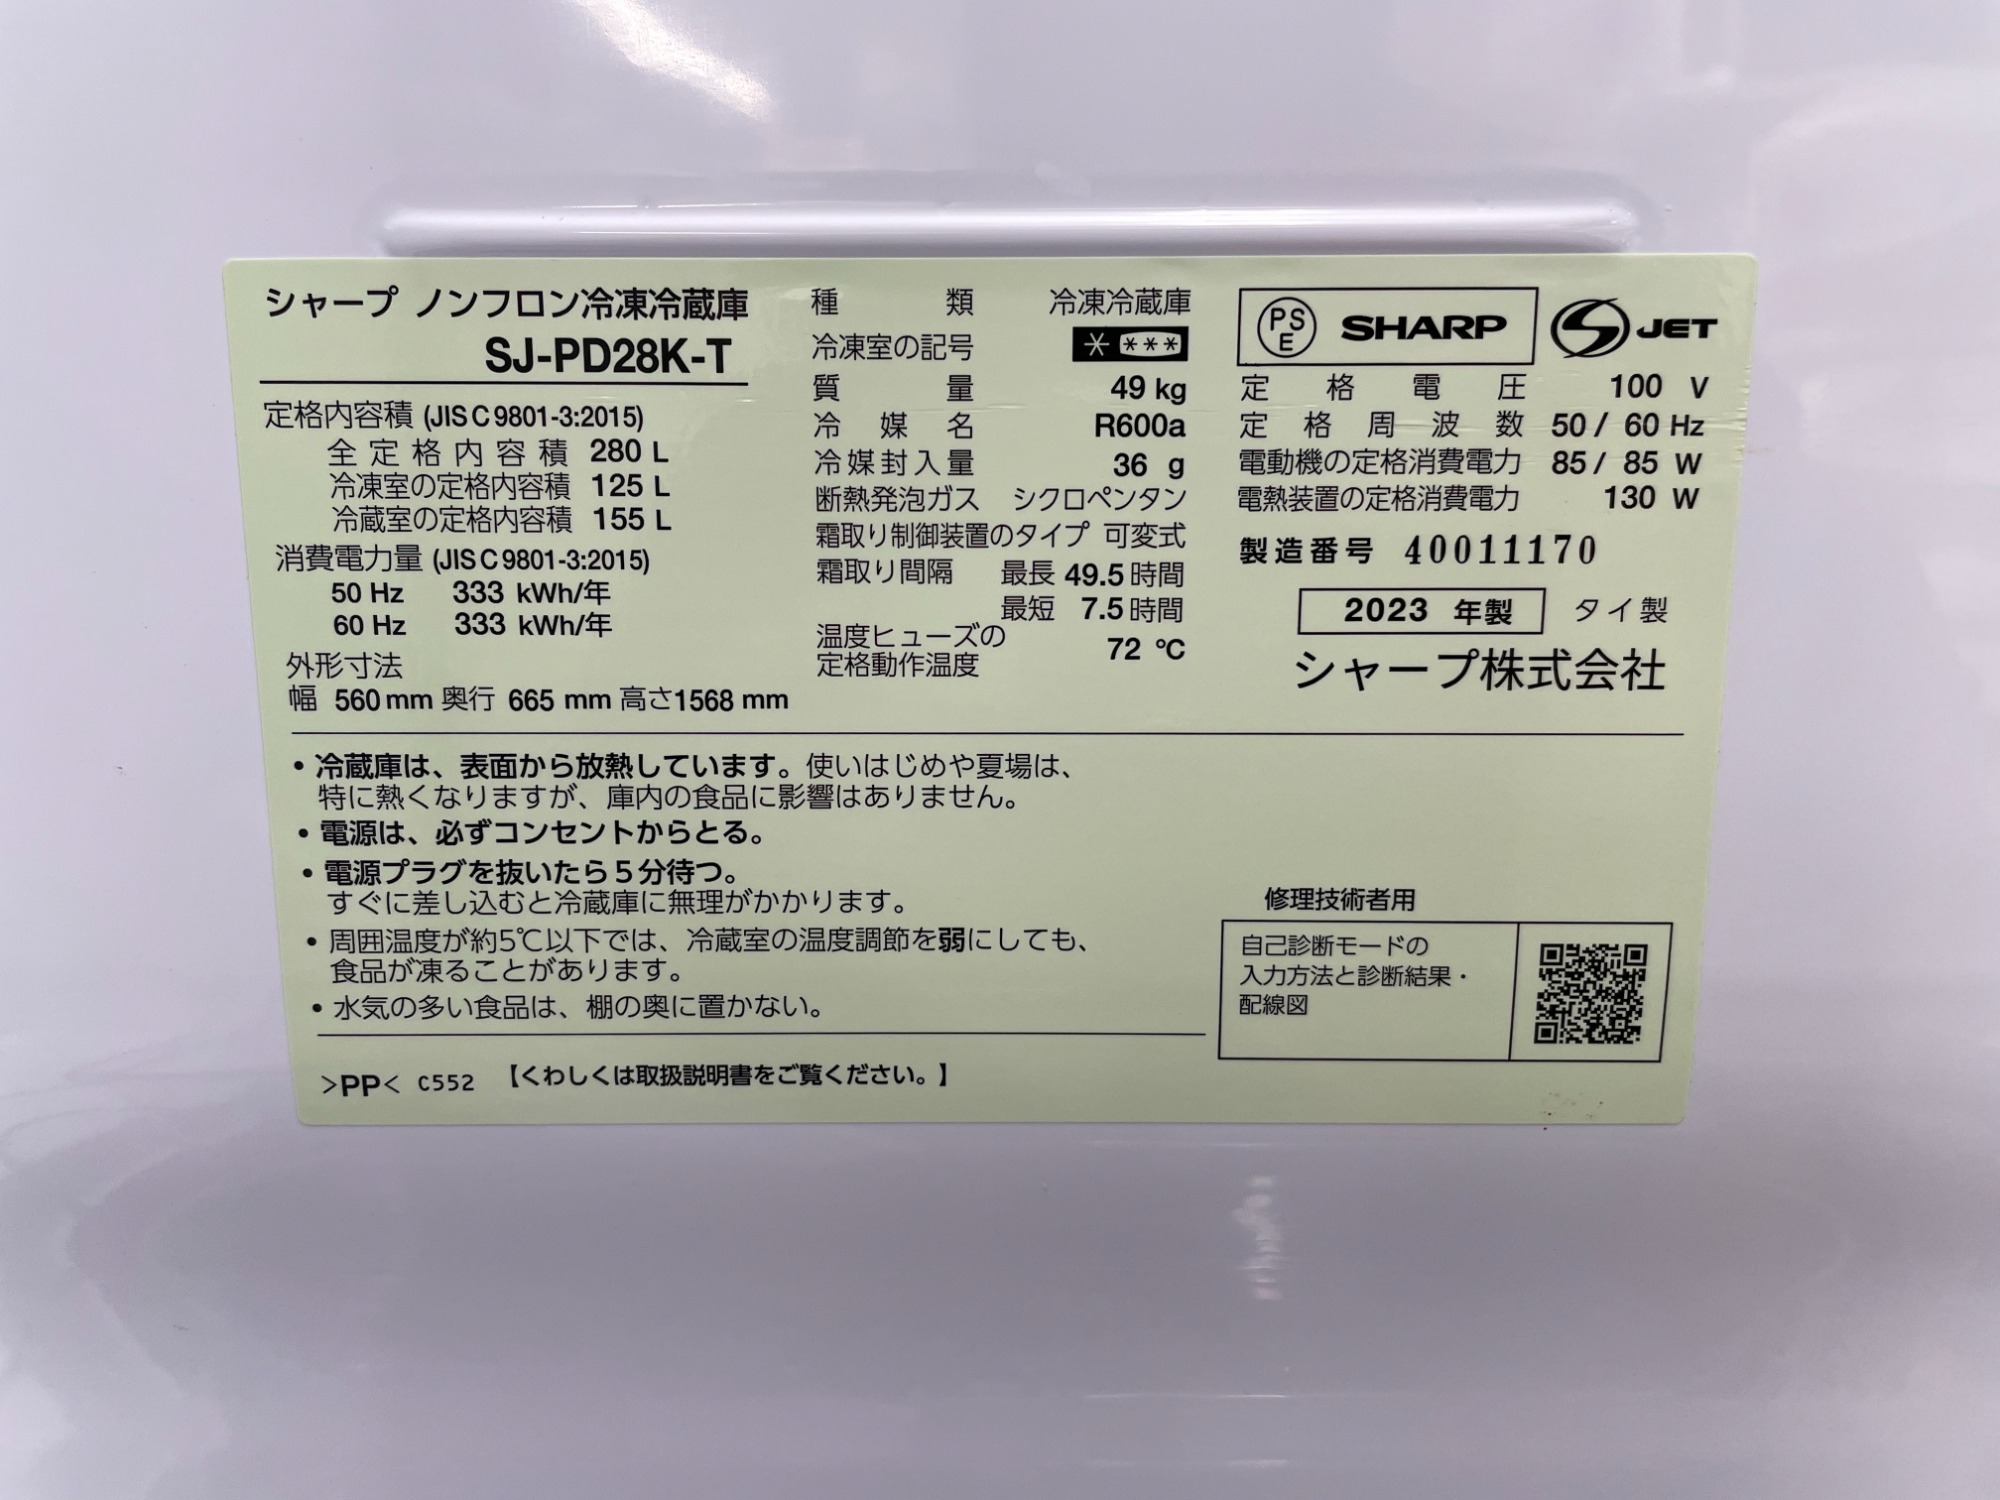 シャープ ノンフロン冷凍冷蔵庫
SJ-PD28K-T
定格内容積 (JIS C 9801-3:2015)
全定格内容積 280 L
冷凍室の定格内容積 125 L
冷蔵室の定格内容積 155 L
消費電力量 (JIS C 9801-3:2015)
50 Hz 333 kWh/年
60 Hz 333 kWh/年
外形寸法
幅 560 mm 奥行 665 mm 高さ 1568 mm
種類 冷凍冷蔵庫
冷凍室の記号 * ***
質量 49 kg
冷媒名 R600a
冷媒封入量 36 g
断熱発泡ガス シクロペンタン
霜取り制御装置のタイプ 可変式
霜取り間隔 最長 49.5 時間
最短 7.5 時間
温度ヒューズの
定格動作温度 72 ℃
PSE SHARP S JET
定格電圧 100 V
定格周波数 50 / 60 Hz
電動機の定格消費電力 85 / 85 W
電熱装置の定格消費電力 130 W
製造番号 40011170
2023 年製 タイ製
シャープ株式会社
・冷蔵庫は、表面から放熱しています。使いはじめや夏場は、
特に熱くなりますが、庫内の食品に影響はありません。
・電源は、必ずコンセントからとる。
・電源プラグを抜いたら5分待つ。
すぐに差し込むと冷蔵庫に無理がかかります。
・周囲温度が約5℃以下では、冷蔵室の温度調節を弱にしても、
食品が凍ることがあります。
・水気の多い食品は、棚の奥に置かない。
>PP< C552 【くわしくは取扱説明書をご覧ください。】
修理技術者用
自己診断モードの
入力方法と診断結果・
配線図